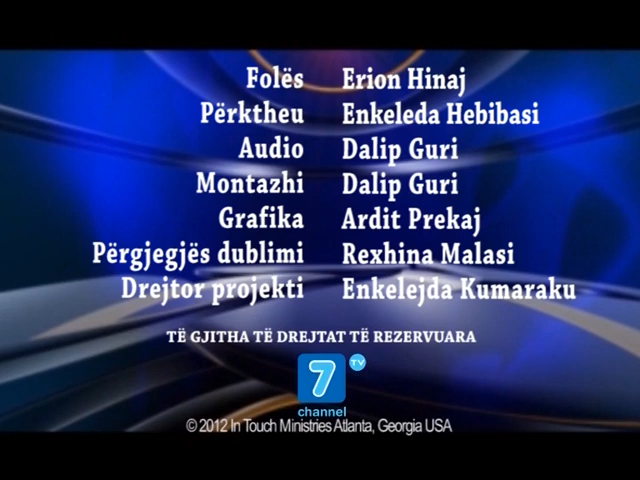 Folës Erion Hinaj
Përktheu Enkeleda Hebibasi
Audio Dalip Guri
Montazhi Dalip Guri
Grafika Ardit Prekaj
Përgjegjës dublimi Rexhina Malasi
Drejtor projekti Enkelejda Kumaraku
TË GJITHA TË DREJTAT TË REZERVUARA
7 TV
channel
© 2012 In Touch Ministries Atlanta, Georgia USA